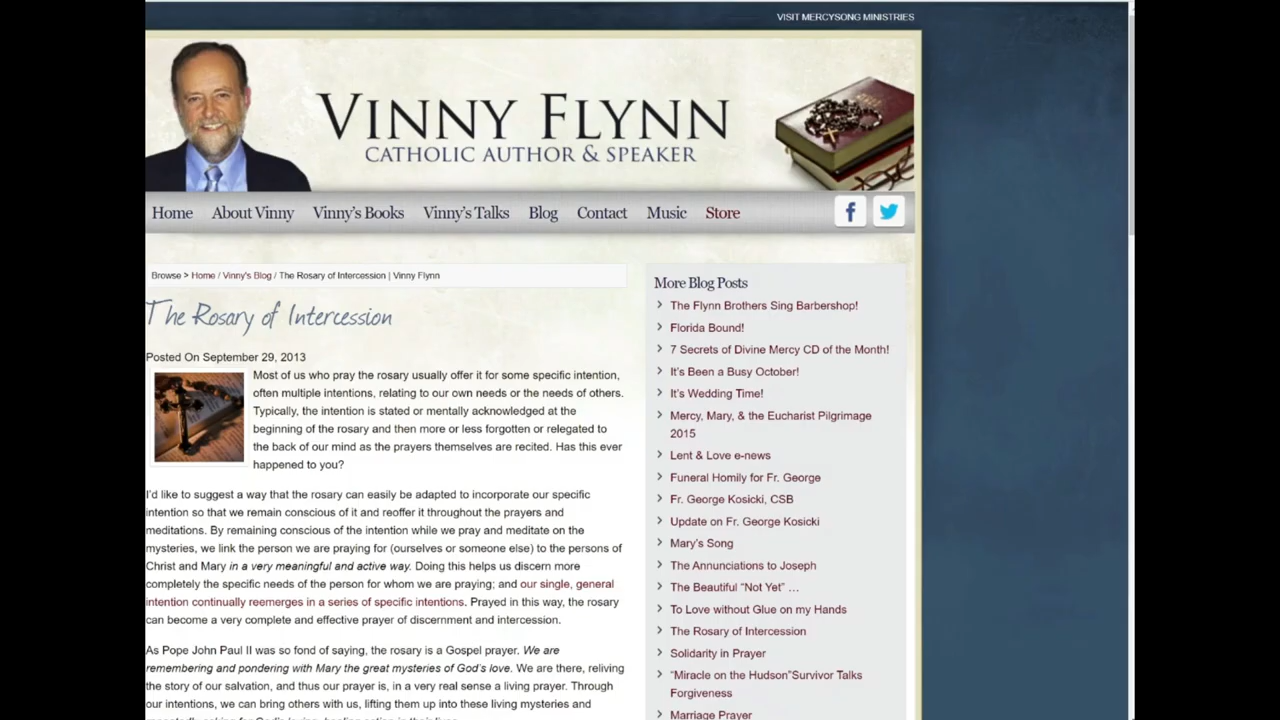 VISIT MERCYSONG MINISTRIES
VINNY FLYNN
CATHOLIC AUTHOR & SPEAKER
Home About Vinny Vinny's Books Vinny's Talks Blog Contact Music Store
Browse > Home / Vinny's Blog / The Rosary of Intercession | Vinny Flynn
The Rosary of Intercession
Posted On September 29, 2013
Most of us who pray the rosary usually offer it for some specific intention,
often multiple intentions, relating to our own needs or the needs of others.
Typically, the intention is stated or mentally acknowledged at the
beginning of the rosary and then more or less forgotten or relegated to
the back of our mind as the prayers themselves are recited. Has this ever
happened to you?
I'd like to suggest a way that the rosary can easily be adapted to incorporate our specific
intention so that we remain conscious of it and reoffer it throughout the prayers and
meditations. By remaining conscious of the intention while we pray and meditate on the
mysteries, we link the person we are praying for (ourselves or someone else) to the persons of
Christ and Mary in a very meaningful and active way. Doing this helps us discern more
completely the specific needs of the person for whom we are praying; and our single, general
intention continually reemerges in a series of specific intentions. Prayed in this way, the rosary
can become a very complete and effective prayer of discernment and intercession.
As Pope John Paul II was so fond of saying, the rosary is a Gospel prayer. We are
remembering and pondering with Mary the great mysteries of God's love. We are there, reliving
the story of our salvation, and thus our prayer is, in a very real sense a living prayer. Through
our intentions, we can bring others with us, lifting them up into these living mysteries and
More Blog Posts
The Flynn Brothers Sing Barbershop!
Florida Bound!
7 Secrets of Divine Mercy CD of the Month!
It's Been a Busy October!
It's Wedding Time!
Mercy, Mary, & the Eucharist Pilgrimage
2015
Lent & Love e-news
Funeral Homily for Fr. George
Fr. George Kosicki, CSB
Update on Fr. George Kosicki
Mary's Song
The Annunciations to Joseph
The Beautiful "Not Yet" …
To Love without Glue on my Hands
The Rosary of Intercession
Solidarity in Prayer
"Miracle on the Hudson"Survivor Talks
Forgiveness
Marriage Prayer